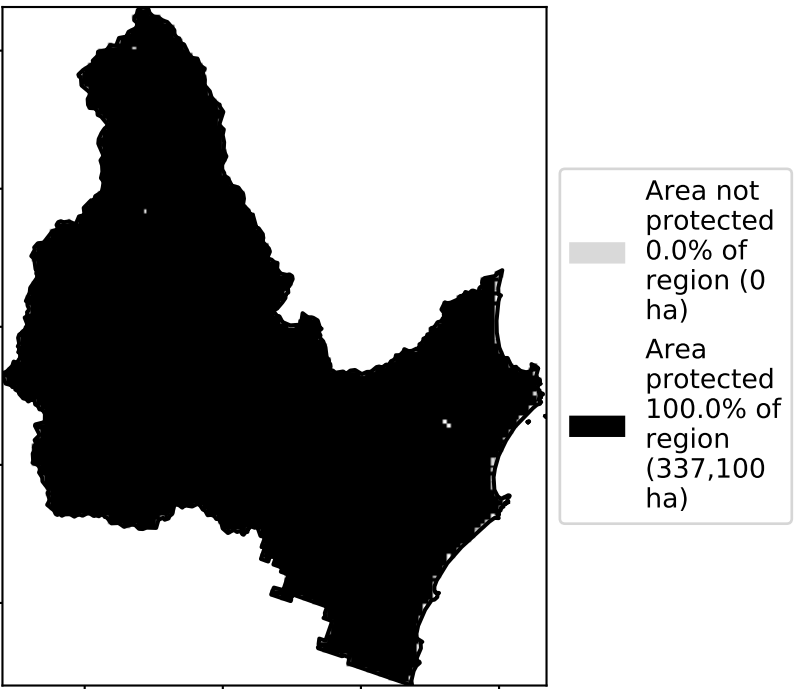 Area not
protected
0.0% of
region (0
ha)
Area
protected
100.0% of
region
(337,100
ha)